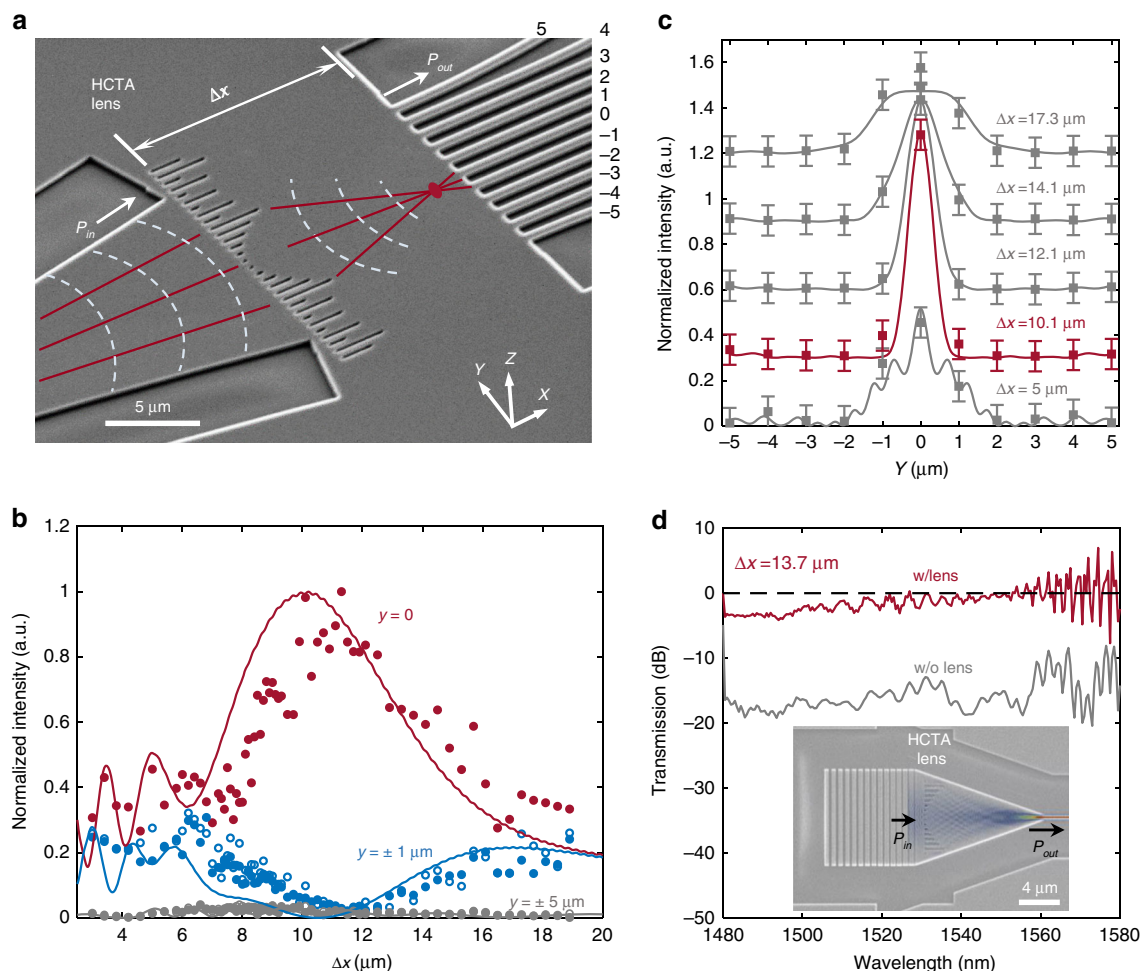 a
5
4
3
2
1
0
−1
−2
−3
−4
−5
HCTA
lens
Δx
Pout
Pin
5 μm
Y
Z
X
c
Normalized intensity (a.u.)
1.6
1.4
1.2
1
0.8
0.6
0.4
0.2
0
Δx=17.3 μm
Δx=14.1 μm
Δx=12.1 μm
Δx=10.1 μm
Δx=5 μm
−5 −4 −3 −2 −1 0 1 2 3 4 5
Y (μm)
b
Normalized intensity (a.u.)
1.2
1
0.8
0.6
0.4
0.2
0
y=0
y=±1 μm
y=±5 μm
4 6 8 10 12 14 16 18 20
Δx (μm)
d
Transmission (dB)
10
0
−10
−20
−30
−40
−50
Δx=13.7 μm
w/lens
w/o lens
HCTA
lens
Pin
Pout
4 μm
1480 1500 1520 1540 1560 1580
Wavelength (nm)